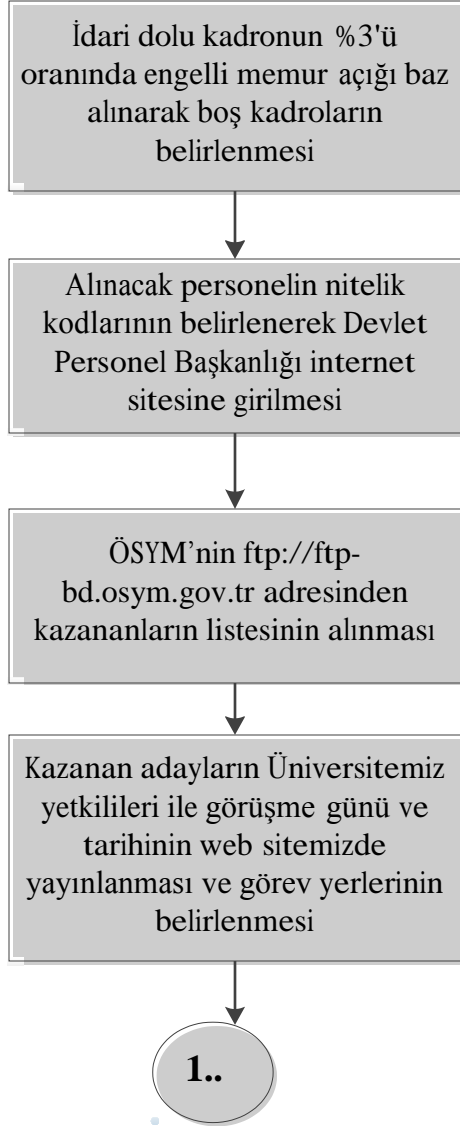 İdari dolu kadronun %3'ü
oranında engelli memur açığı baz
alınarak boş kadroların
belirlenmesi
Alınacak personelin nitelik
kodlarının belirlenerek Devlet
Personel Başkanlığı internet
sitesine girilmesi
ÖSYM’nin ftp://ftp-
bd.osym.gov.tr adresinden
kazananların listesinin alınması
Kazanan adayların Üniversitemiz
yetkilileri ile görüşme günü ve
tarihinin web sitemizde
yayınlanması ve görev yerlerinin
belirlenmesi
1..